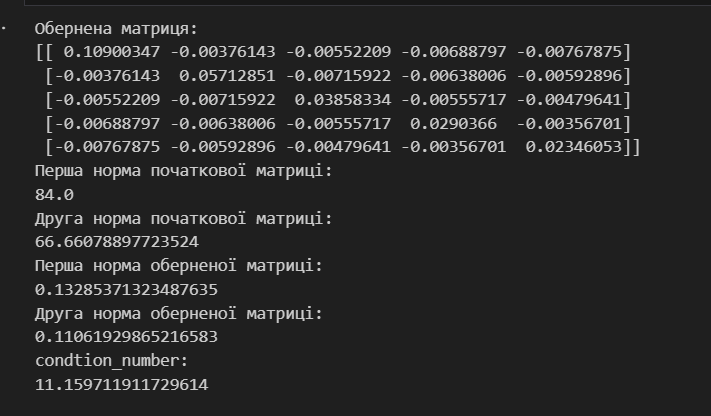 Обернена матриця:
[[ 0.10900347 -0.00376143 -0.00552209 -0.00688797 -0.00767875]
[-0.00376143 0.05712851 -0.00715922 -0.00638006 -0.00592896]
[-0.00552209 -0.00715922 0.03858334 -0.00555717 -0.00479641]
[-0.00688797 -0.00638006 -0.00555717 0.0290366 -0.00356701]
[-0.00767875 -0.00592896 -0.00479641 -0.00356701 0.02346053]]
Перша норма початкової матриці:
84.0
Друга норма початкової матриці:
66.66078897723524
Перша норма оберненої матриці:
0.13285371323487635
Друга норма оберненої матриці:
0.11061929865216583
condtion_number:
11.159711911729614